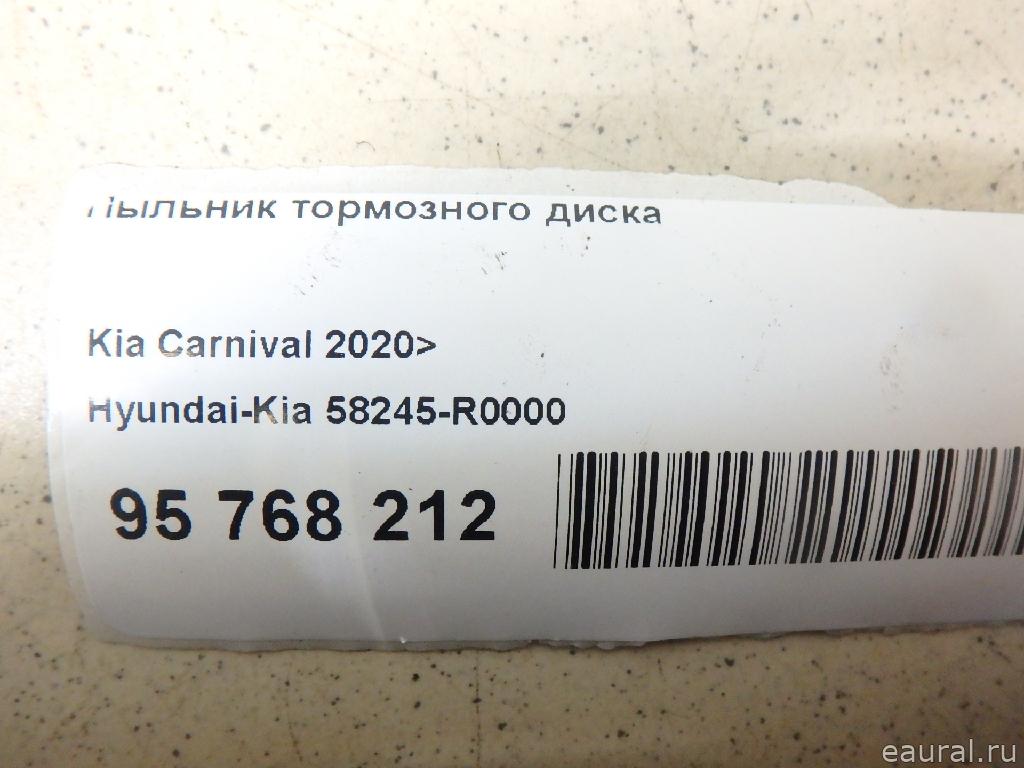 Пыльник тормозного диска
Kia Carnival 2020>
Hyundai-Kia 58245-R0000
95 768 212
eaural.ru